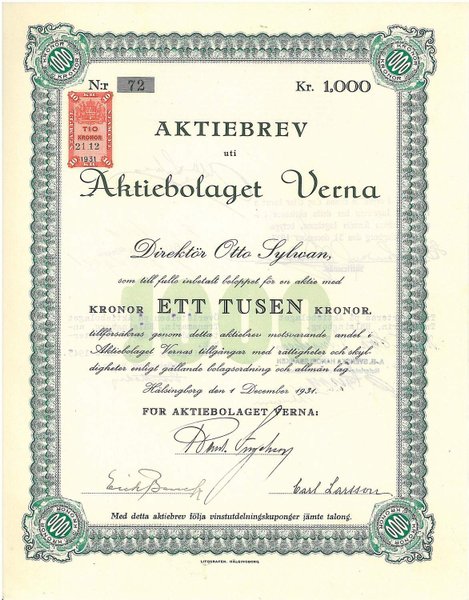 N:r 72 Kr. 1,000
TIO
KRONOR
21 12
1931
AKTIEBREV
uti
Aktiebolaget Verna
Direktör Otto Sylwan,
som till fullo inbetalt beloppet för en aktie med
KRONOR ETT TUSEN KRONOR,
tillförsäkras genom detta aktiebrev motsvarande andel i
Aktiebolaget Vernas tillgångar med rättigheter och skyl-
digheter enligt gällande bolagsordning och allmän lag.
Hälsingborg den 1 December 1931.
FÖR AKTIEBOLAGET VERNA:
Carl Larsson
Med detta aktiebrev följa vinstutdelningskuponger jämte talong.
LITOGRAFEN, HÄLSINGBORG